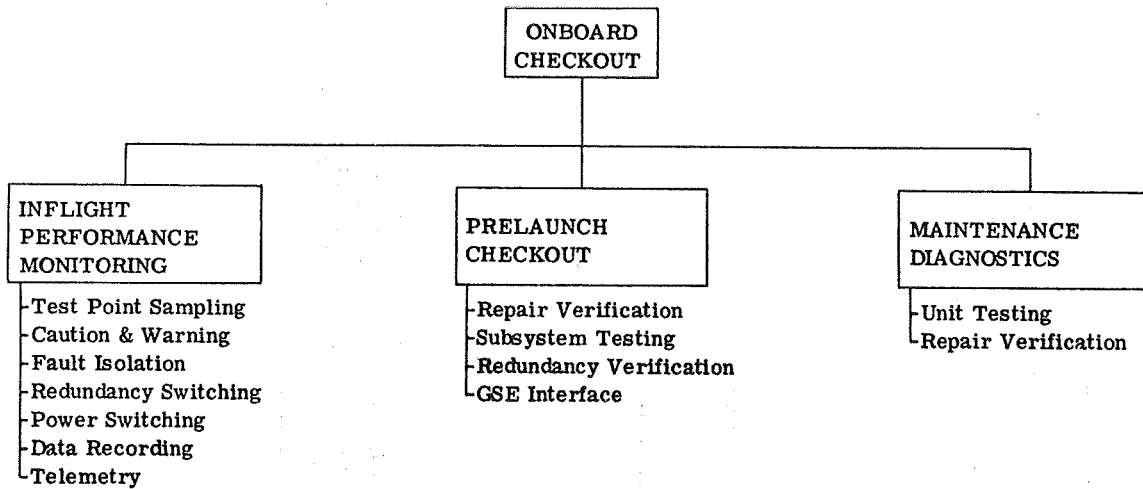 ONBOARD
CHECKOUT
INFLIGHT
PERFORMANCE
MONITORING
-Test Point Sampling
-Caution & Warning
-Fault Isolation
-Redundancy Switching
-Power Switching
-Data Recording
-Telemetry
PRELAUNCH
CHECKOUT
-Repair Verification
-Subsystem Testing
-Redundancy Verification
-GSE Interface
MAINTENANCE
DIAGNOSTICS
-Unit Testing
-Repair Verification